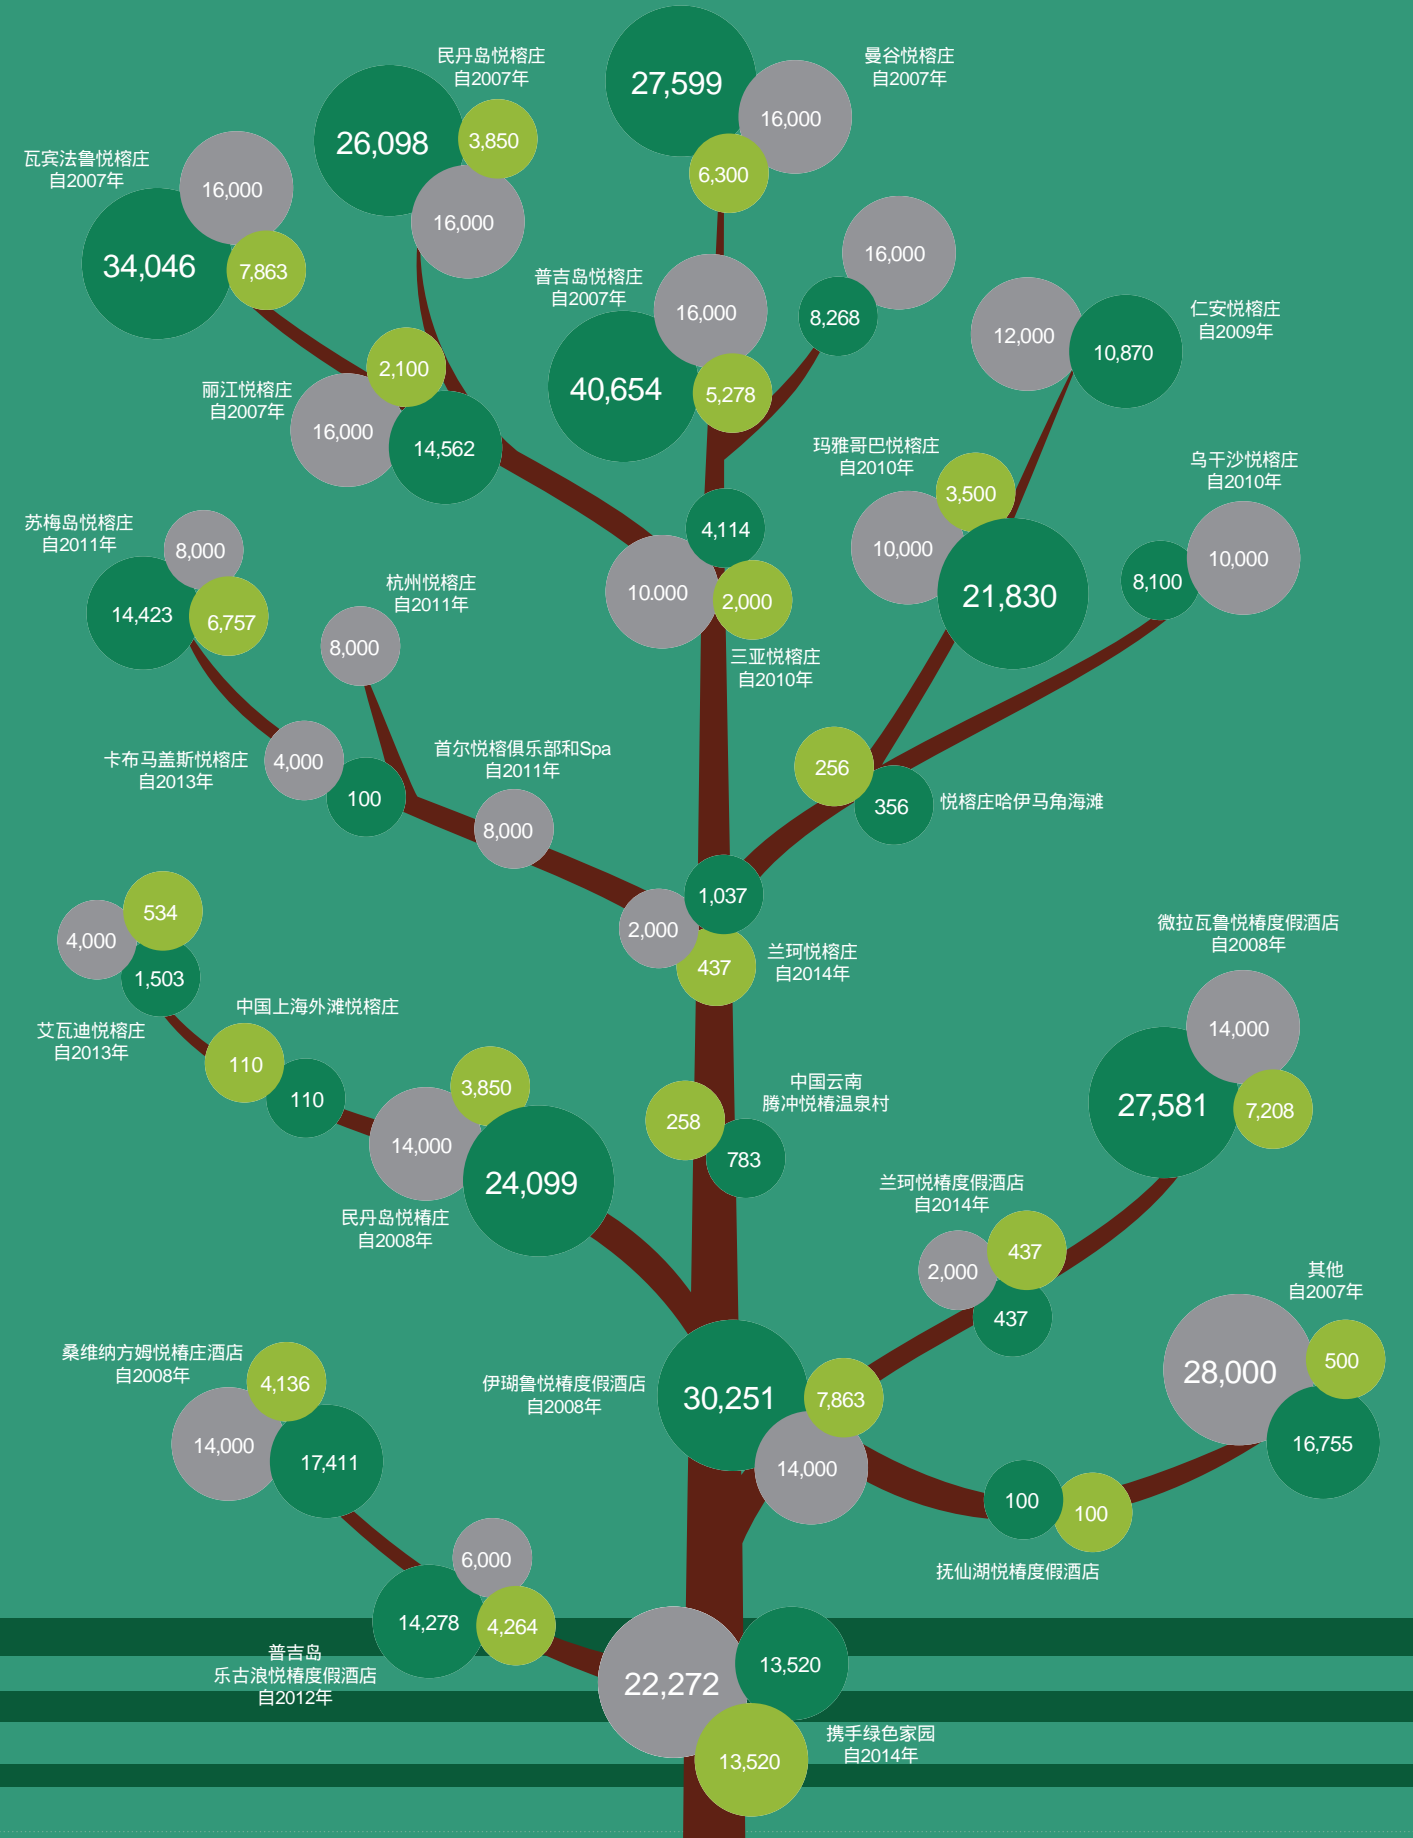 民丹岛悦榕庄
自2007年
26,098
3,850
16,000
27,599
16,000
6,300
曼谷悦榕庄
自2007年
瓦宾法鲁悦榕庄
自2007年
16,000
34,046
7,863
普吉岛悦榕庄
自2007年
16,000
40,654
5,278
16,000
8,268
12,000
10,870
仁安悦榕庄
自2009年
丽江悦榕庄
自2007年
2,100
16,000
14,562
玛雅哥巴悦榕庄
自2010年
3,500
10,000
21,830
乌干沙悦榕庄
自2010年
10,000
8,100
苏梅岛悦榕庄
自2011年
8,000
14,423
6,757
杭州悦榕庄
自2011年
8,000
4,114
10.000
2,000
三亚悦榕庄
自2010年
卡布马盖斯悦榕庄
自2013年
4,000
100
首尔悦榕俱乐部和Spa
自2011年
8,000
256
356
悦榕庄哈伊马角海滩
1,037
2,000
437
兰珂悦榕庄
自2014年
534
4,000
1,503
艾瓦迪悦榕庄
自2013年
中国上海外滩悦榕庄
110
110
3,850
14,000
24,099
民丹岛悦椿庄
自2008年
258
783
中国云南
腾冲悦椿温泉村
微拉瓦鲁悦椿度假酒店
自2008年
14,000
27,581
7,208
兰珂悦椿度假酒店
自2014年
437
2,000
437
其他
自2007年
28,000
500
16,755
桑维纳方姆悦椿庄酒店
自2008年
4,136
14,000
17,411
伊瑚鲁悦椿度假酒店
自2008年
30,251
7,863
14,000
100
100
抚仙湖悦椿度假酒店
6,000
14,278
4,264
普吉岛
乐古浪悦椿度假酒店
自2012年
22,272
13,520
13,520
携手绿色家园
自2014年